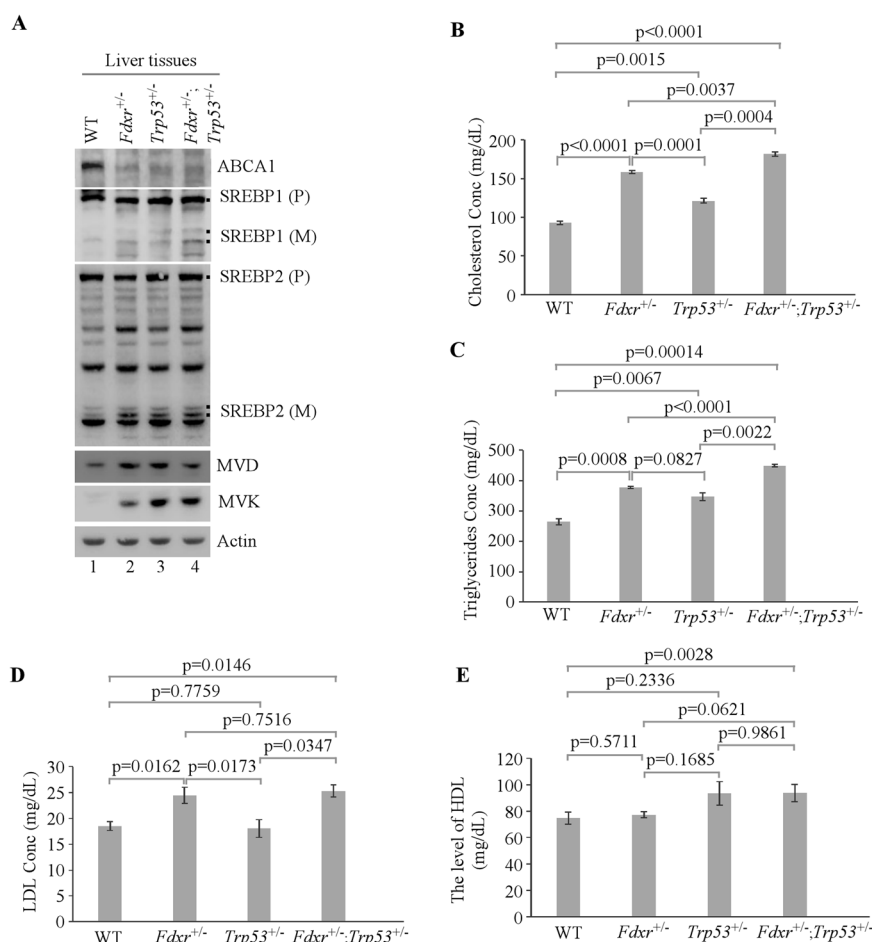 A
Liver tissues
WT
Fdxr+/-
Trp53+/-
Fdxr+/-;
Trp53+/-
ABCA1
SREBP1 (P)
SREBP1 (M)
SREBP2 (P)
SREBP2 (M)
MVD
MVK
Actin
1 2 3 4
B
p<0.0001
p=0.0015
p=0.0037
p=0.0004
p<0.0001 p=0.0001
Cholesterol Conc (mg/dL)
200
150
100
50
0
WT Fdxr+/- Trp53+/- Fdxr+/-;Trp53+/-
C
p=0.00014
p=0.0067
p<0.0001
p=0.0022
p=0.0008 p=0.0827
Triglycerides Conc (mg/dL)
500
400
300
200
100
0
WT Fdxr+/- Trp53+/- Fdxr+/-;Trp53+/-
D
p=0.0146
p=0.7759
p=0.7516
p=0.0347
p=0.0162 p=0.0173
LDL Conc (mg/dL)
30
25
20
15
10
5
0
WT Fdxr+/- Trp53+/- Fdxr+/-;Trp53+/-
E
p=0.0028
p=0.2336
p=0.0621
p=0.9861
p=0.5711 p=0.1685
The level of HDL
(mg/dL)
120
100
80
60
40
20
0
WT Fdxr+/- Trp53+/- Fdxr+/-;Trp53+/-